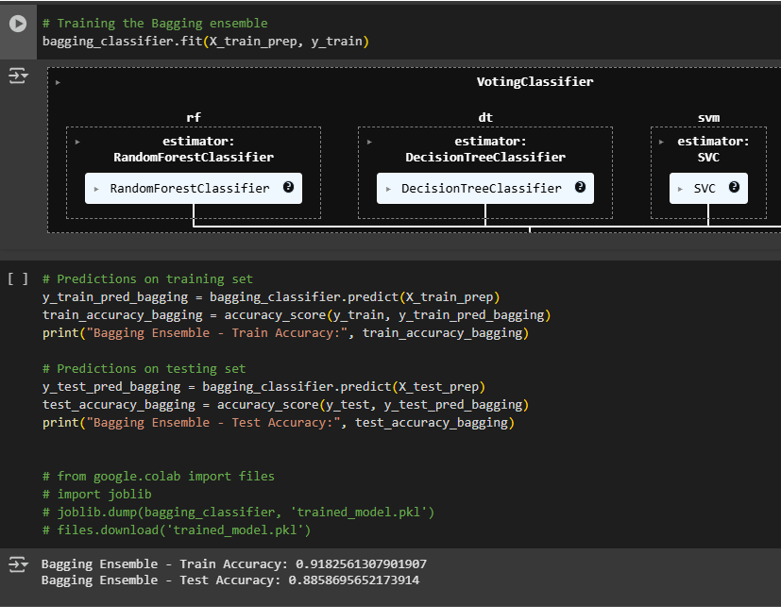 # Training the Bagging ensemble
bagging_classifier.fit(X_train_prep, y_train)
VotingClassifier
rf dt svm
estimator: estimator: estimator:
RandomForestClassifier DecisionTreeClassifier SVC
RandomForestClassifier ? DecisionTreeClassifier ? SVC ?
[ ] # Predictions on training set
y_train_pred_bagging = bagging_classifier.predict(X_train_prep)
train_accuracy_bagging = accuracy_score(y_train, y_train_pred_bagging)
print("Bagging Ensemble - Train Accuracy:", train_accuracy_bagging)
# Predictions on testing set
y_test_pred_bagging = bagging_classifier.predict(X_test_prep)
test_accuracy_bagging = accuracy_score(y_test, y_test_pred_bagging)
print("Bagging Ensemble - Test Accuracy:", test_accuracy_bagging)
# from google.colab import files
# import joblib
# joblib.dump(bagging_classifier, 'trained_model.pkl')
# files.download('trained_model.pkl')
Bagging Ensemble - Train Accuracy: 0.9182561307901907
Bagging Ensemble - Test Accuracy: 0.8858695652173914